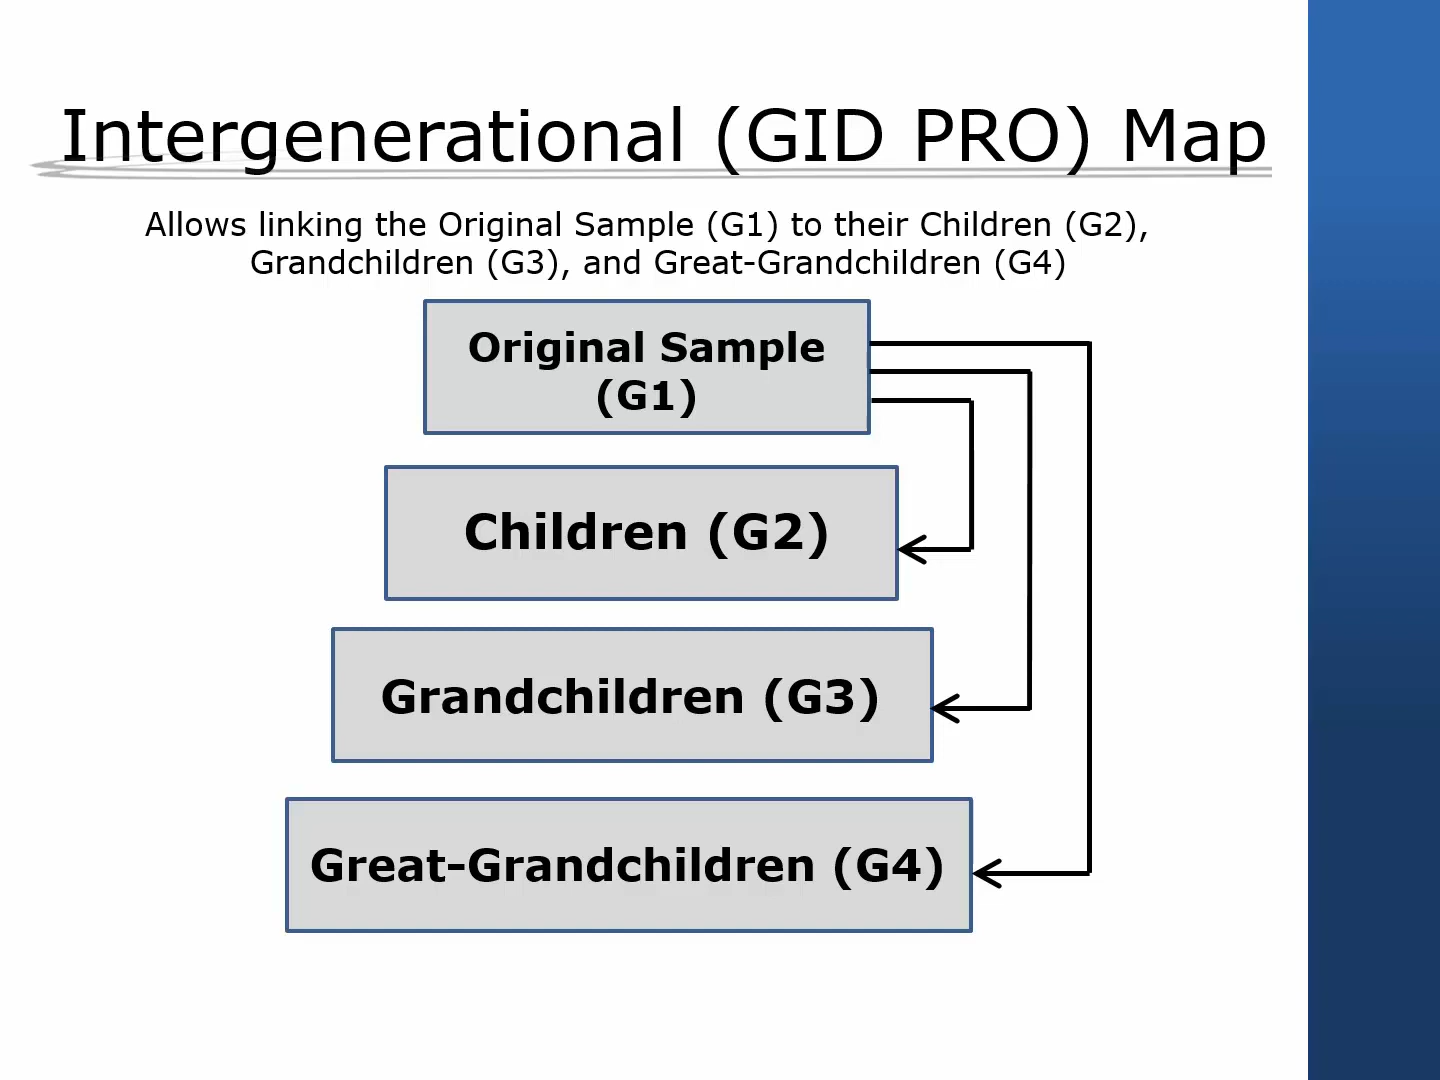 Intergenerational (GID PRO) Map
Allows linking the Original Sample (G1) to their Children (G2),
Grandchildren (G3), and Great-Grandchildren (G4)
Original Sample
(G1)
Children (G2)
Grandchildren (G3)
Great-Grandchildren (G4)